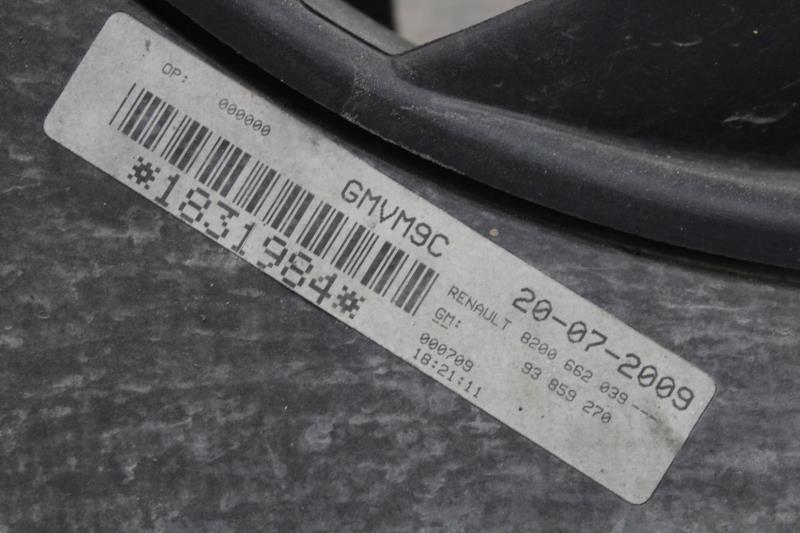 OP: 000000
GMVM9C
*1831984*
20-07-2009
RENAULT 8200 662 039 ---
GM: 93 859 270
000709
18:21:11